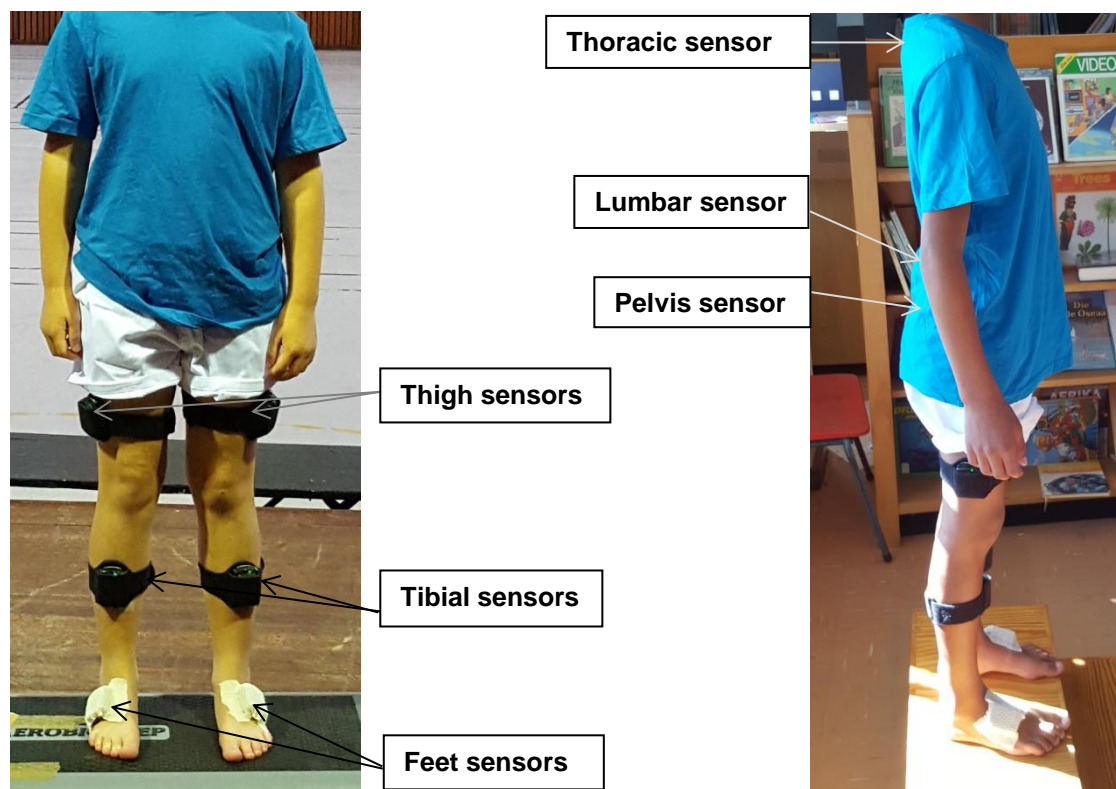 Thoracic sensor
VIDEO
Trees
Lumbar sensor
Pelvis sensor
Die
Oseaa
Thigh sensors
AFRIKA
Tibial sensors
AEROBIC STEP
Feet sensors